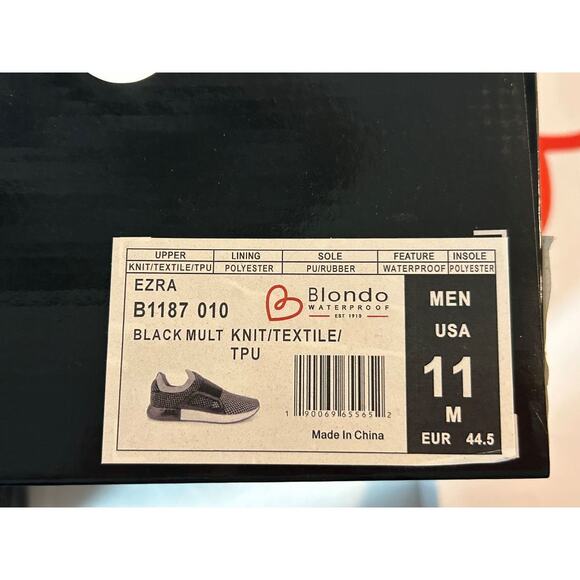 UPPER LINING SOLE FEATURE INSOLE
KNIT/TEXTILE/TPU POLYESTER PU/RUBBER WATERPROOF POLYESTER
EZRA
B1187 010
BLACK MULT KNIT/TEXTILE/
TPU
Blondo
WATERPROOF
EST 1910
1 90069 65565 2
Made In China
MEN
USA
11
M
EUR 44.5